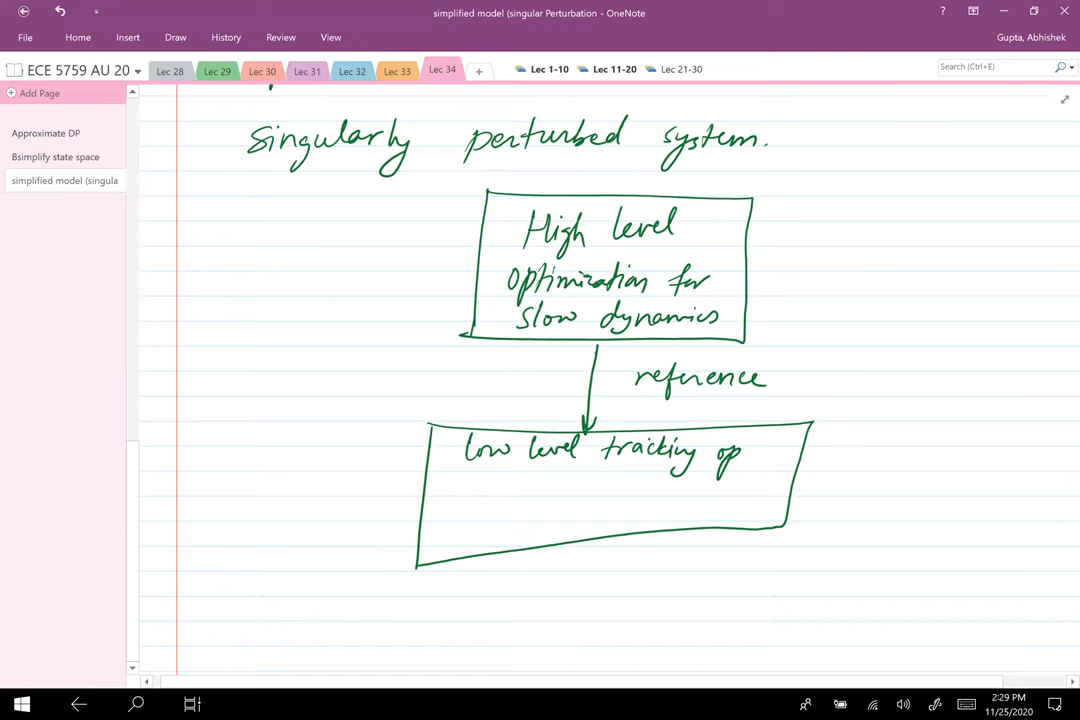 simplified model (singular Perturbation - OneNote
?
File Home Insert Draw History Review View
Gupta, Abhishek
ECE 5759 AU 20
Lec 28 Lec 29 Lec 30 Lec 31 Lec 32 Lec 33 Lec 34 +
Lec 1-10 Lec 11-20 Lec 21-30
Search (Ctrl+E)
Add Page
Approximate DP
Bsimplify state space
simplified model (singula
Singularly perturbed system.
High level
optimization for
slow dynamics
reference
low level tracking op
2:29 PM
11/25/2020